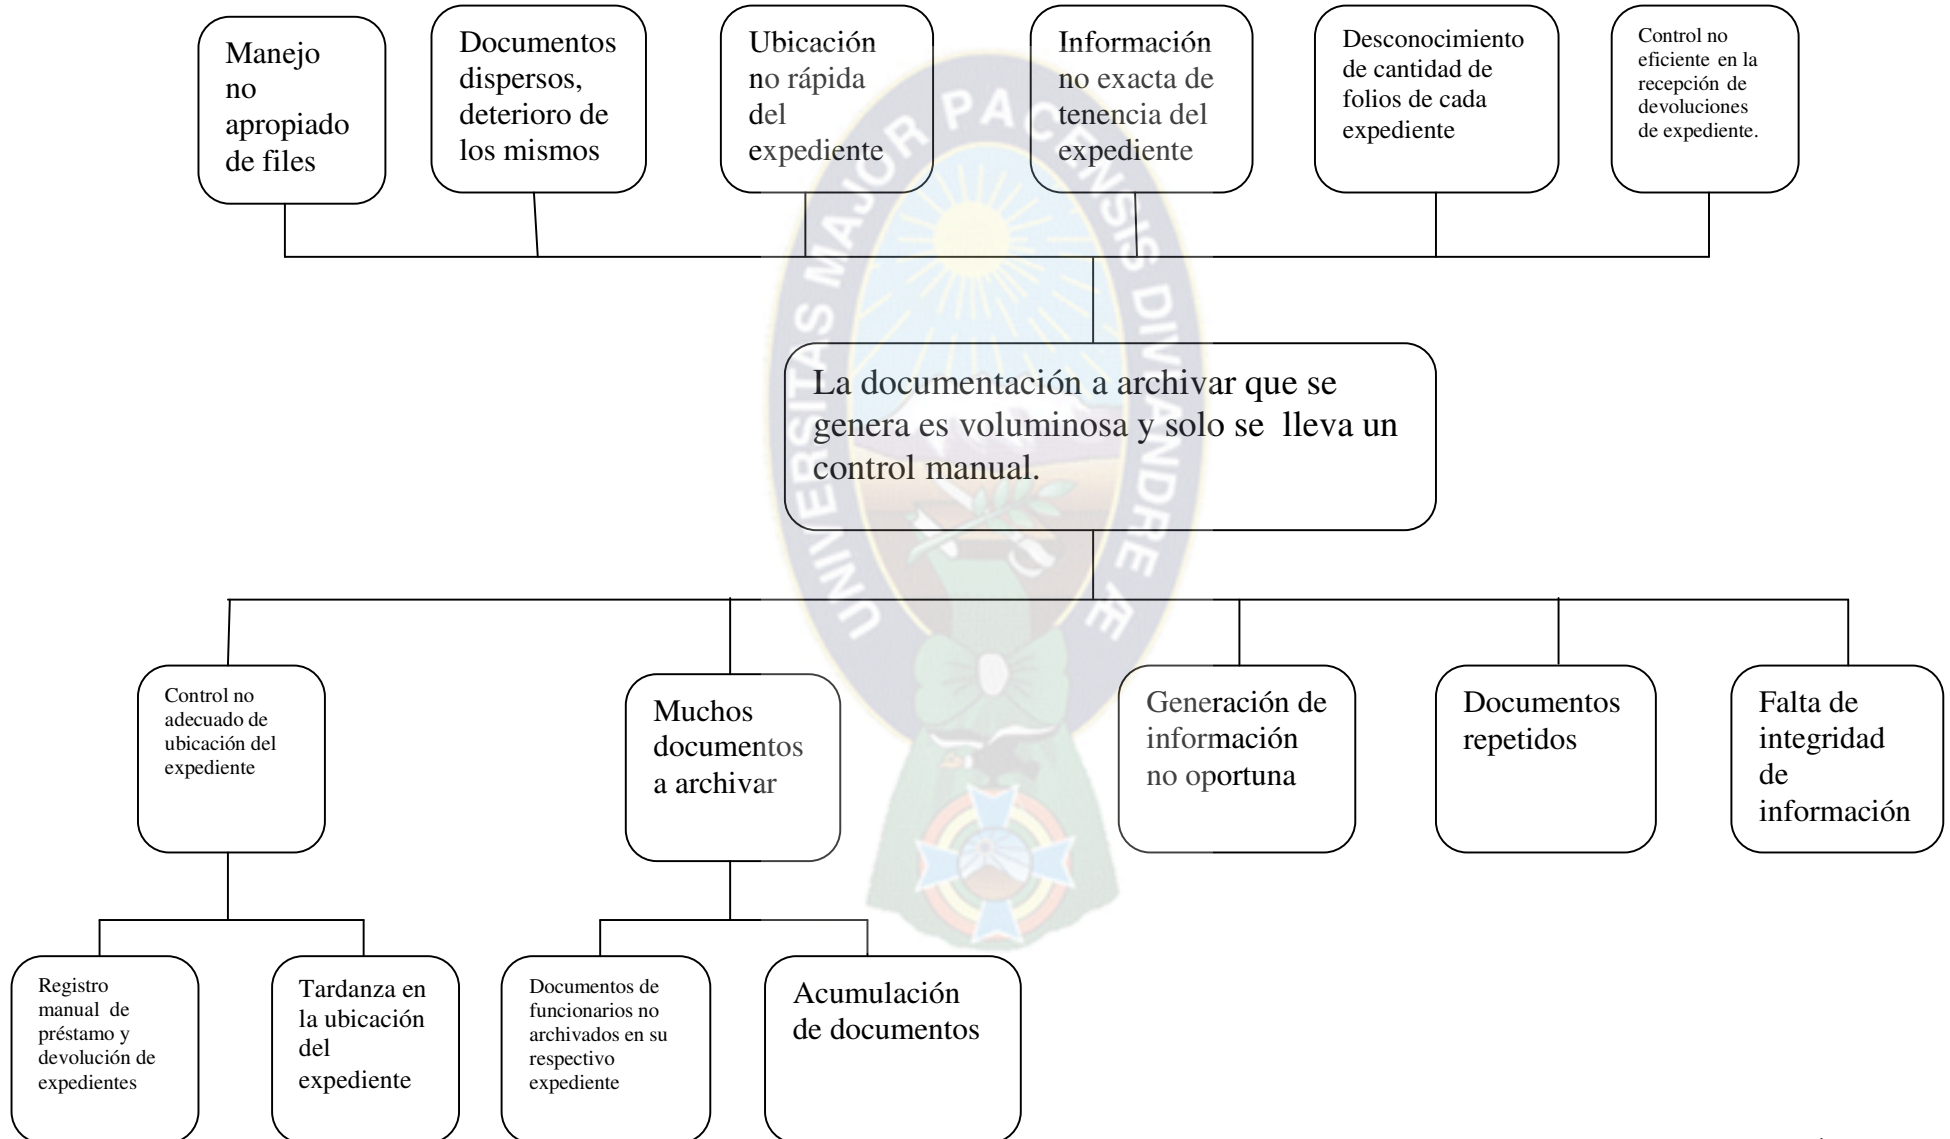 Manejo
no
apropiado
de files
Documentos
dispersos,
deterioro de
los mismos
Ubicación
no rápida
del
expediente
Información
no exacta de
tenencia del
expediente
Desconocimiento
de cantidad de
folios de cada
expediente
Control no
eficiente en la
recepción de
devoluciones
de expediente.
UNIVERSITAS MAJOR PACENSIS DIVI ANDRE Æ
La documentación a archivar que se
genera es voluminosa y solo se lleva un
control manual.
Control no
adecuado de
ubicación del
expediente
Muchos
documentos
a archivar
Generación de
información
no oportuna
Documentos
repetidos
Falta de
integridad
de
información
Registro
manual de
préstamo y
devolución de
expedientes
Tardanza en
la ubicación
del
expediente
Documentos de
funcionarios no
archivados en su
respectivo
expediente
Acumulación
de documentos